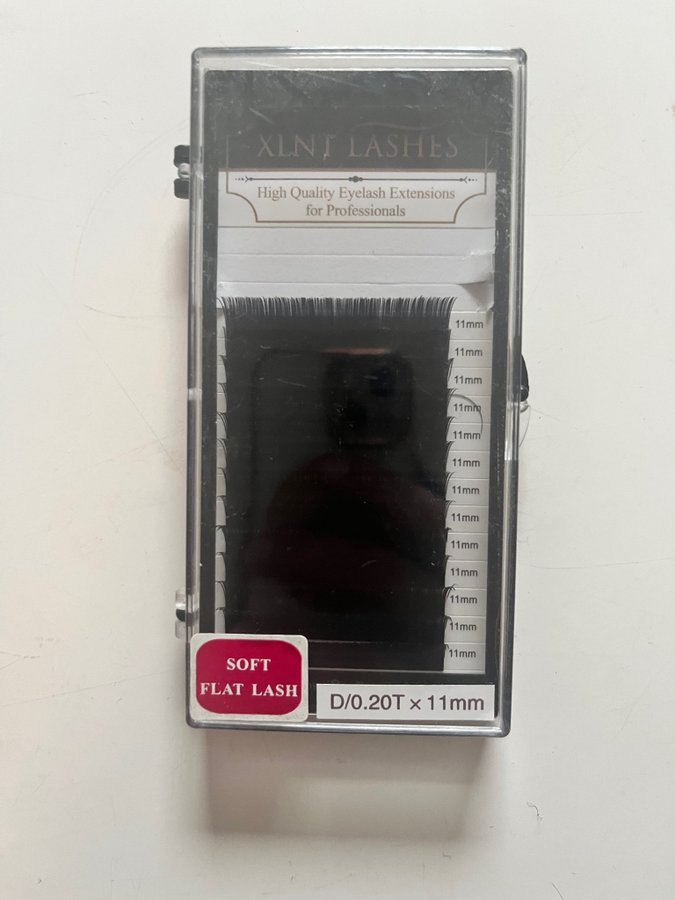 XLNT LASHES
High Quality Eyelash Extensions
for Professionals
11mm
11mm
11mm
11mm
11mm
11mm
11mm
11mm
11mm
11mm
11mm
11mm
11mm
SOFT
FLAT LASH
D/0.20T × 11mm